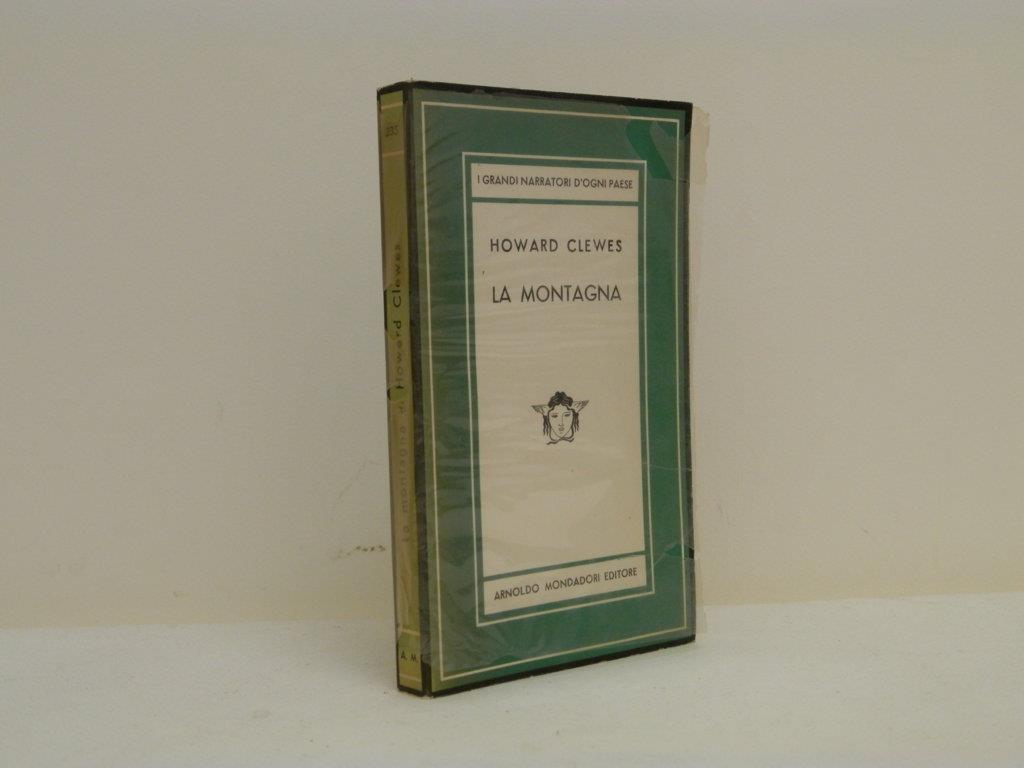 I GRANDI NARRATORI D'OGNI PAESE
HOWARD CLEWES
LA MONTAGNA
ARNOLDO MONDADORI EDITORE
La montagna di Howard Clewes
A. M.